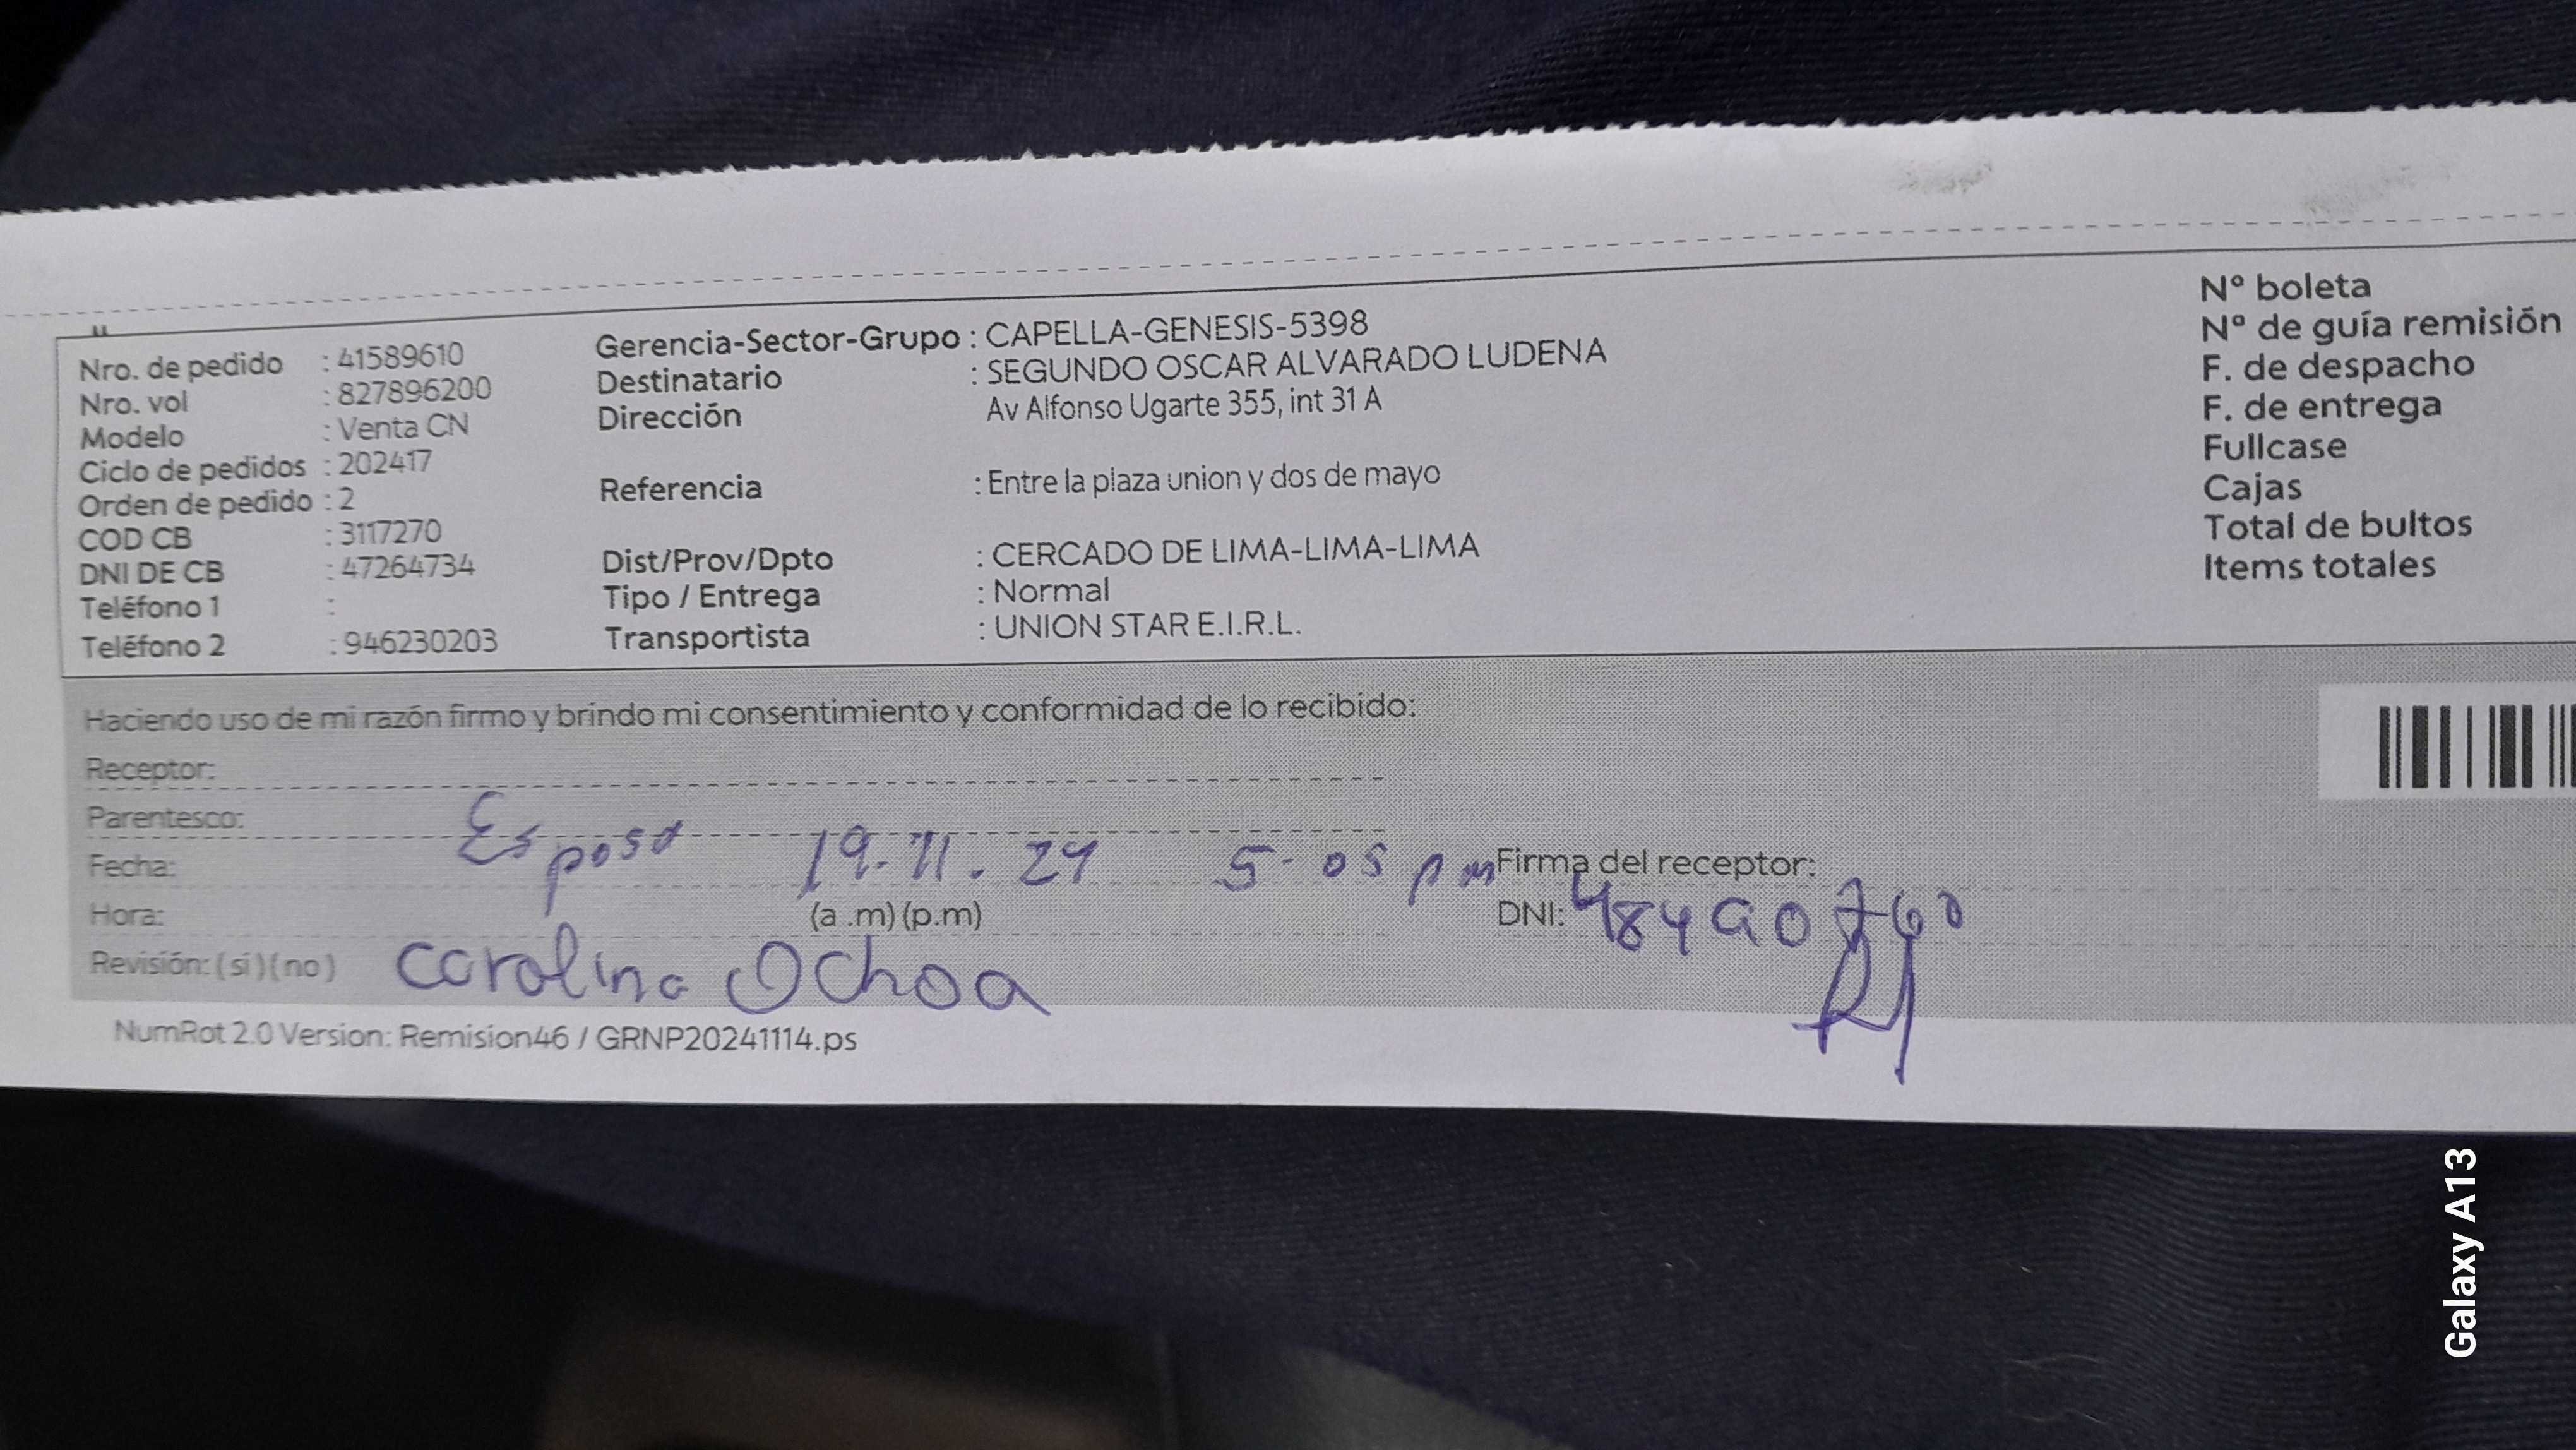 Nro. de pedido : 41589610
Nro. vol : 827896200
Modelo : Venta CN
Ciclo de pedidos : 202417
Orden de pedido : 2
COD CB : 3117270
DNI DE CB : 47264734
Teléfono 1 :
Teléfono 2 : 946230203
Gerencia-Sector-Grupo : CAPELLA-GENESIS-5398
Destinatario : SEGUNDO OSCAR ALVARADO LUDENA
Dirección Av Alfonso Ugarte 355, int 31 A
Referencia : Entre la plaza union y dos de mayo
Dist/Prov/Dpto : CERCADO DE LIMA-LIMA-LIMA
Tipo / Entrega : Normal
Transportista : UNION STAR E.I.R.L.
N° boleta
N° de guía remisión
F. de despacho
F. de entrega
Fullcase
Cajas
Total de bultos
Items totales
Haciendo uso de mi razón firmo y brindo mi consentimiento y conformidad de lo recibido:
Receptor:
Parentesco: Esposa
Fecha: 19.11.24 5-05 pm Firma del receptor:
Hora: (a .m) (p.m) DNI: 48490760
Revisión: ( si ) ( no ) Carolina Ochoa
NumRot 2.0 Version: Remision46 / GRNP20241114.ps
Galaxy A13